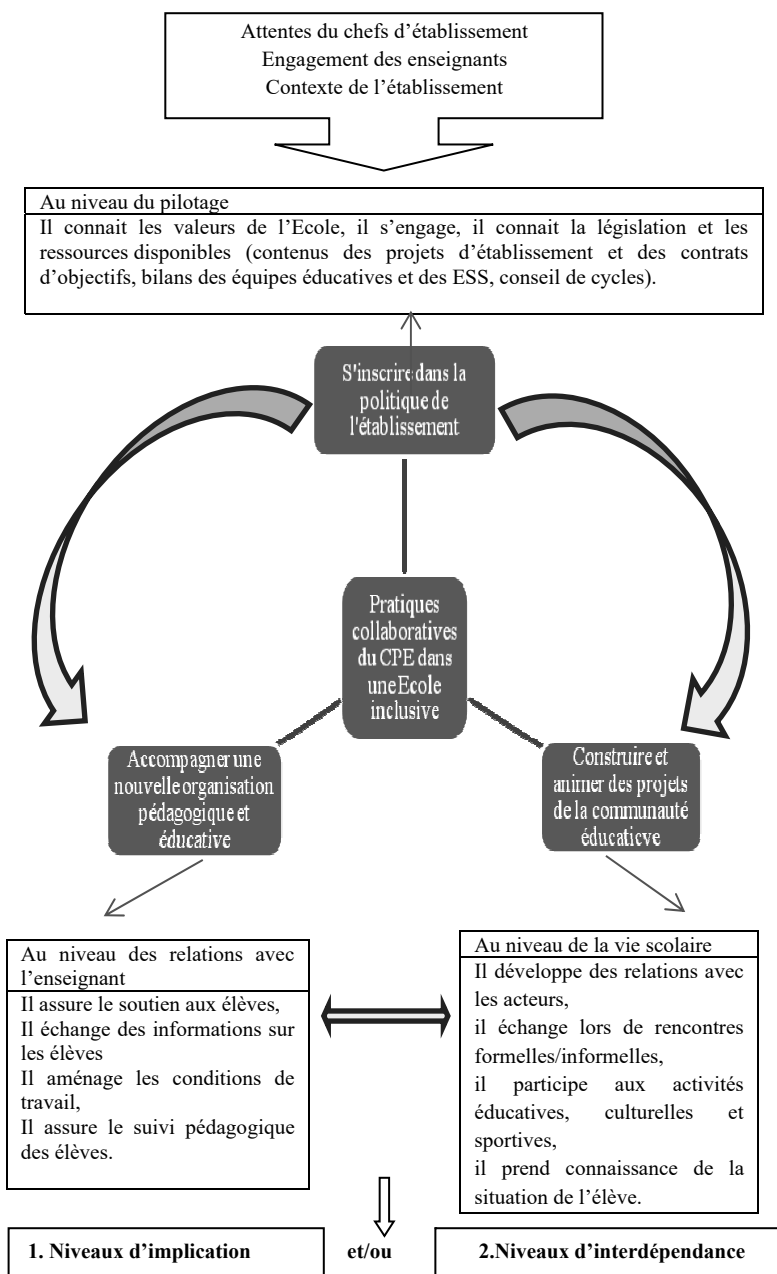 Attentes du chefs d'établissement
Engagement des enseignants
Contexte de l'établissement
Au niveau du pilotage
Il connait les valeurs de l'Ecole, il s'engage, il connait la législation et les
ressources disponibles (contenus des projets d'établissement et des contrats
d'objectifs, bilans des équipes éducatives et des ESS, conseil de cycles).
S'inscrire dans la
politique de
l'établissement
Pratiques
collaboratives
du CPE dans
une Ecole
inclusive
Accompagner une
nouvelle organisation
pédagogique et
éducative
Construire et
animer des projets
de la communauté
éducaticve
Au niveau des relations avec
l'enseignant
Il assure le soutien aux élèves,
Il échange des informations sur
les élèves
Il aménage les conditions de
travail,
Il assure le suivi pédagogique
des élèves.
Au niveau de la vie scolaire
Il développe des relations avec
les acteurs,
il échange lors de rencontres
formelles/informelles,
il participe aux activités
éducatives, culturelles et
sportives,
il prend connaissance de la
situation de l'élève.
1. Niveaux d'implication et/ou 2.Niveaux d'interdépendance